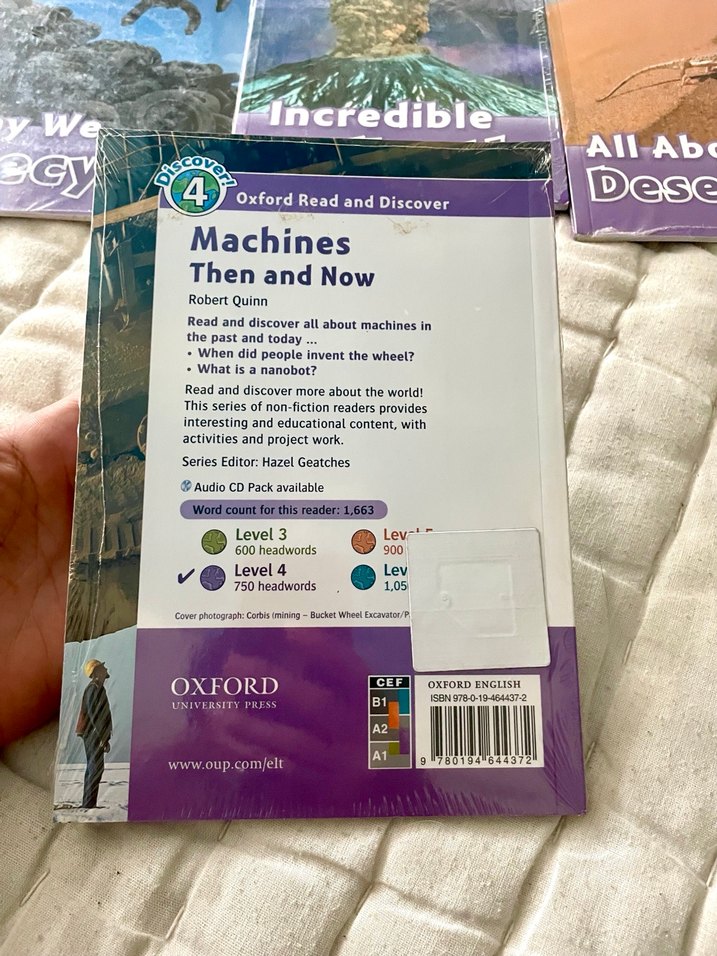 We
ecy
Incredible
All Abo
Dese
Discover!
4
Oxford Read and Discover
Machines
Then and Now
Robert Quinn
Read and discover all about machines in
the past and today ...
• When did people invent the wheel?
• What is a nanobot?
Read and discover more about the world!
This series of non-fiction readers provides
interesting and educational content, with
activities and project work.
Series Editor: Hazel Geatches
Audio CD Pack available
Word count for this reader: 1,663
Level 3
600 headwords
Level 4
750 headwords
900
Lev
1,05
Cover photograph: Corbis (mining – Bucket Wheel Excavator/P
OXFORD
UNIVERSITY PRESS
www.oup.com/elt
CEF
B1
A2
A1
OXFORD ENGLISH
ISBN 978-0-19-464437-2
9 780194 644372